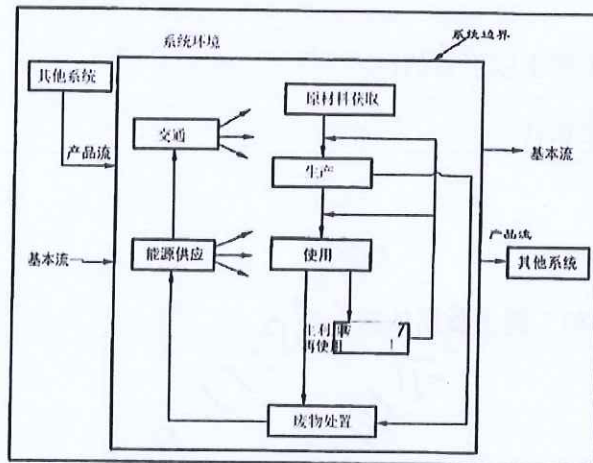 系统环境
系统边界
其他系统
原材料获取
交通
产品流
基本流
生产
产品流
基本流
能源供应
使用
其他系统
再使用
废物处置